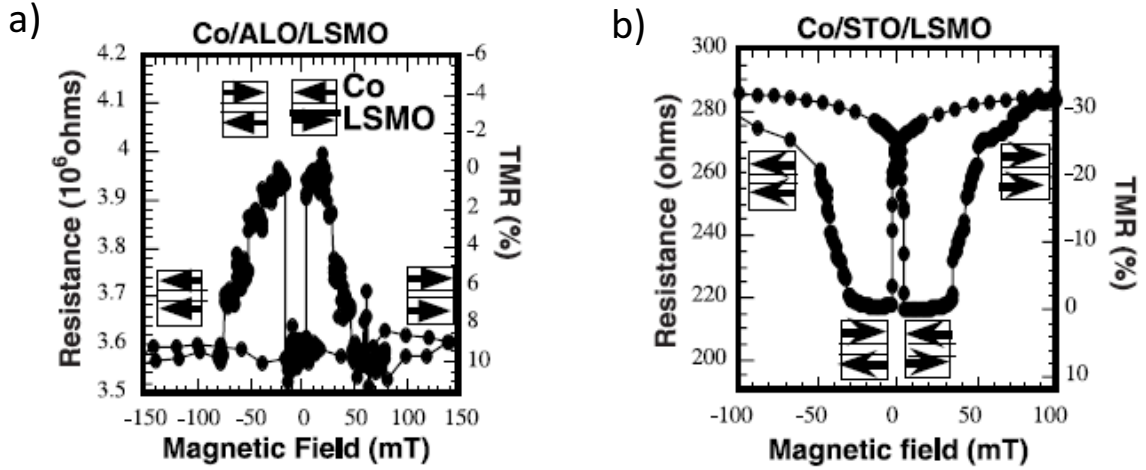 a)
Co/ALO/LSMO
Resistance (10⁶ohms)
4.2
4.1
4
3.9
3.8
3.7
3.6
3.5
Co
LSMO
-6
-4
-2
0
2
4
6
8
10
TMR (%)
-150 -100 -50 0 50 100 150
Magnetic Field (mT)
b)
Co/STO/LSMO
Resistance (ohms)
300
280
260
240
220
200
-30
-20
-10
0
10
TMR (%)
-100 -50 0 50 100
Magnetic field (mT)